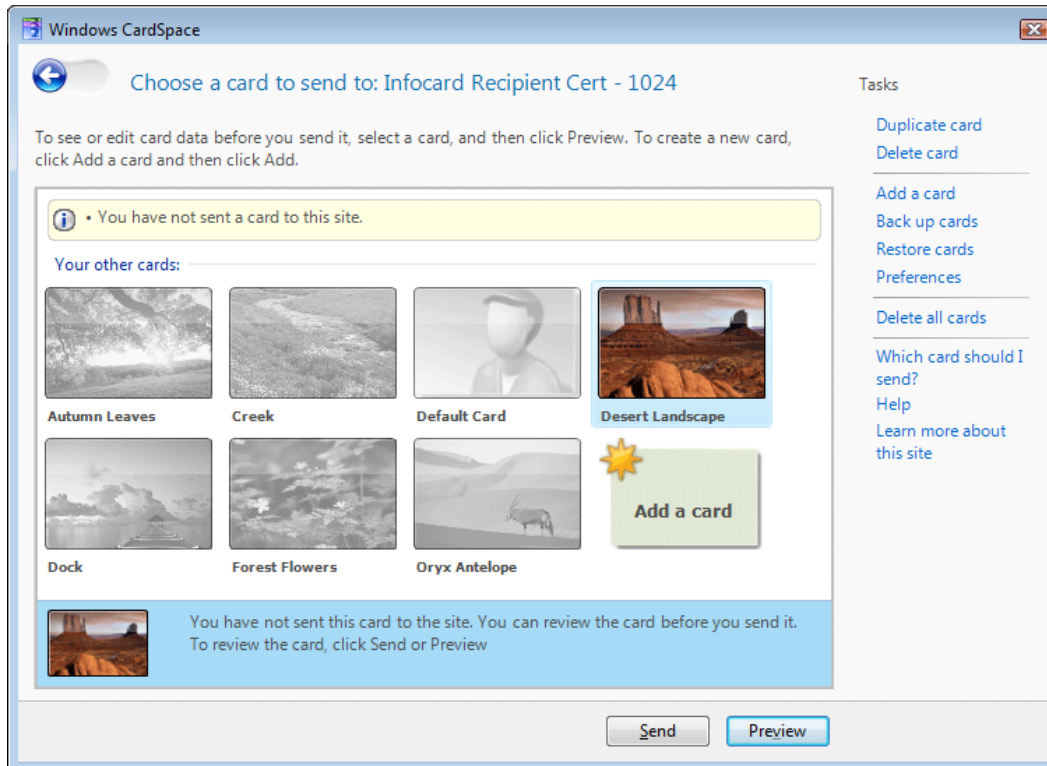 Windows CardSpace
Choose a card to send to: Infocard Recipient Cert - 1024
To see or edit card data before you send it, select a card, and then click Preview. To create a new card,
click Add a card and then click Add.
• You have not sent a card to this site.
Your other cards:
Autumn Leaves
Creek
Default Card
Desert Landscape
Dock
Forest Flowers
Oryx Antelope
Add a card
You have not sent this card to the site. You can review the card before you send it.
To review the card, click Send or Preview
Send
Preview
Tasks
Duplicate card
Delete card
Add a card
Back up cards
Restore cards
Preferences
Delete all cards
Which card should I
send?
Help
Learn more about
this site